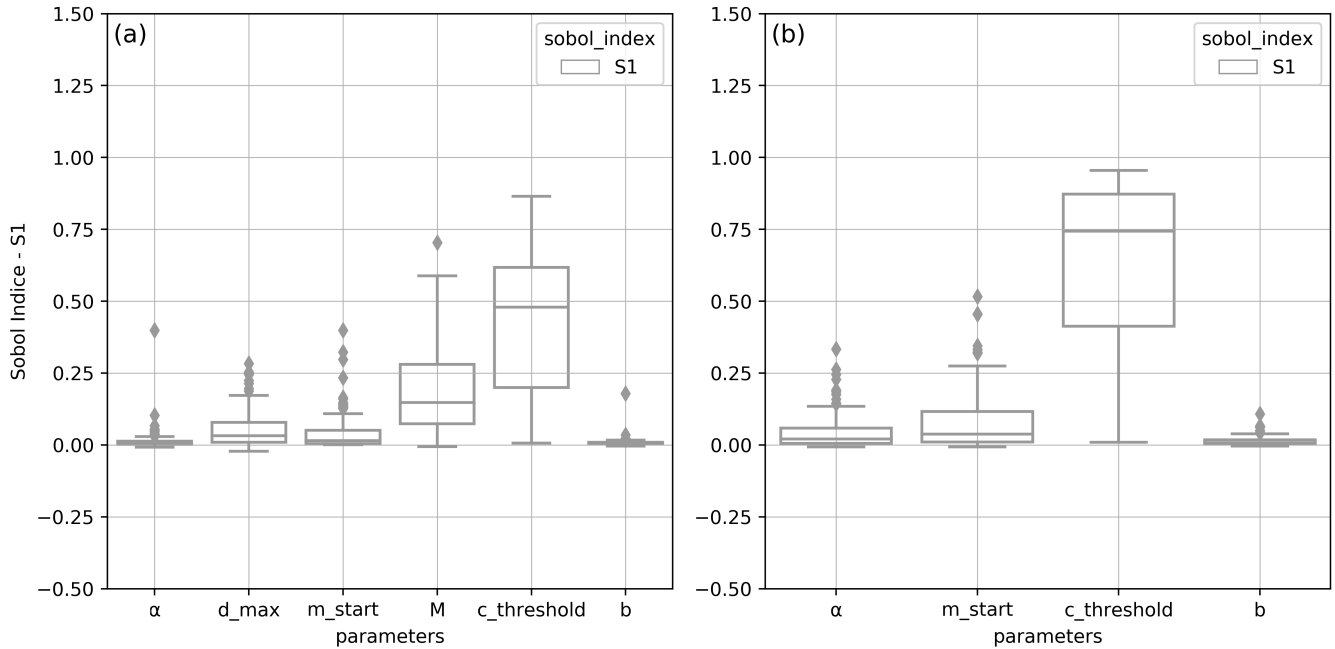 (a)
sobol_index
S1
1.50
1.25
1.00
0.75
0.50
0.25
0.00
−0.25
−0.50
Sobol Indice - S1
α d_max m_start M c_threshold b
parameters
(b)
sobol_index
S1
1.50
1.25
1.00
0.75
0.50
0.25
0.00
−0.25
−0.50
α m_start c_threshold b
parameters